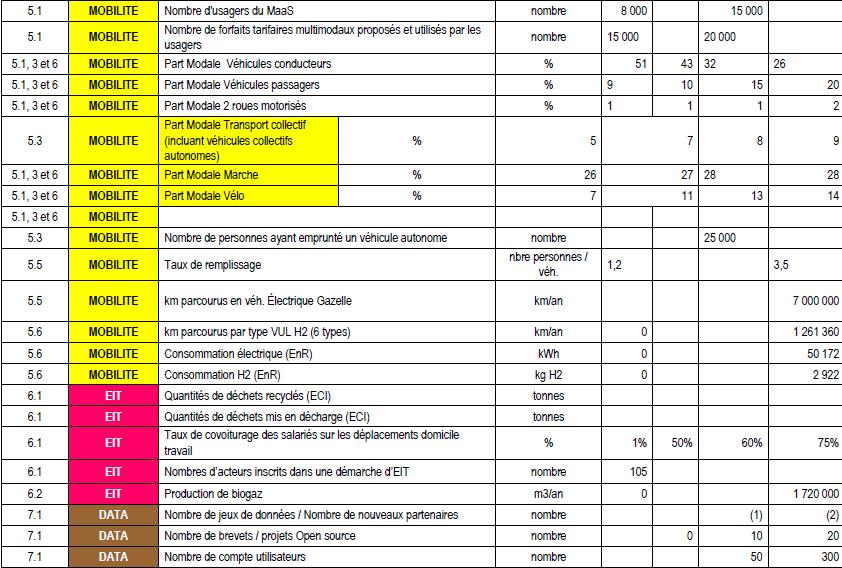 5.1 MOBILITE Nombre d'usagers du MaaS nombre 8 000 15 000
5.1 MOBILITE Nombre de forfaits tarifaires multimodaux proposés et utilisés par les
usagers nombre 15 000 20 000
5.1, 3 et 6 MOBILITE Part Modale Véhicules conducteurs % 51 43 32 26
5.1, 3 et 6 MOBILITE Part Modale Véhicules passagers % 9 10 15 20
5.1, 3 et 6 MOBILITE Part Modale 2 roues motorisés % 1 1 1 2
5.3 MOBILITE Part Modale Transport collectif
(incluant véhicules collectifs
autonomes) % 5 7 8 9
5.1, 3 et 6 MOBILITE Part Modale Marche % 26 27 28 28
5.1, 3 et 6 MOBILITE Part Modale Vélo % 7 11 13 14
5.1, 3 et 6 MOBILITE
5.3 MOBILITE Nombre de personnes ayant emprunté un véhicule autonome nombre 25 000
5.5 MOBILITE Taux de remplissage nbre personnes /
véh. 1,2 3,5
5.5 MOBILITE km parcourus en véh. Électrique Gazelle km/an 7 000 000
5.6 MOBILITE km parcourus par type VUL H2 (6 types) km/an 0 1 261 360
5.6 MOBILITE Consommation électrique (EnR) kWh 0 50 172
5.6 MOBILITE Consommation H2 (EnR) kg H2 0 2 922
6.1 EIT Quantités de déchets recyclés (ECI) tonnes
6.1 EIT Quantités de déchets mis en décharge (ECI) tonnes
6.1 EIT Taux de covoiturage des salariés sur les déplacements domicile
travail % 1% 50% 60% 75%
6.1 EIT Nombres d'acteurs inscrits dans une démarche d'EIT nombre 105
6.2 EIT Production de biogaz m3/an 0 1 720 000
7.1 DATA Nombre de jeux de données / Nombre de nouveaux partenaires nombre (1) (2)
7.1 DATA Nombre de brevets / projets Open source nombre 0 10 20
7.1 DATA Nombre de compte utilisateurs nombre 50 300